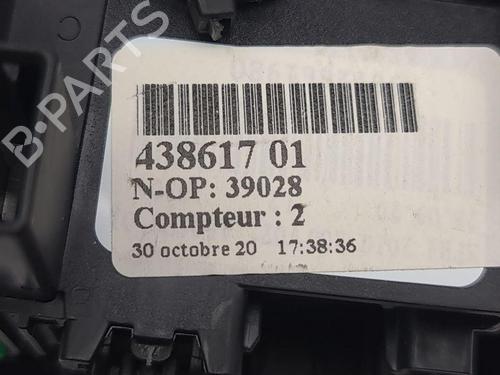 B-PARTS
438617 01
N-OP: 39028
Compteur : 2
30 octobre 20 17:38:36